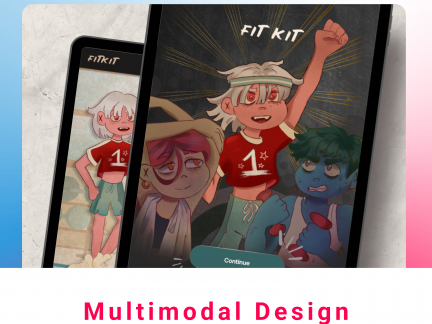 FITKIT
FIT KIT
1
1
Continue
Multimodal Design